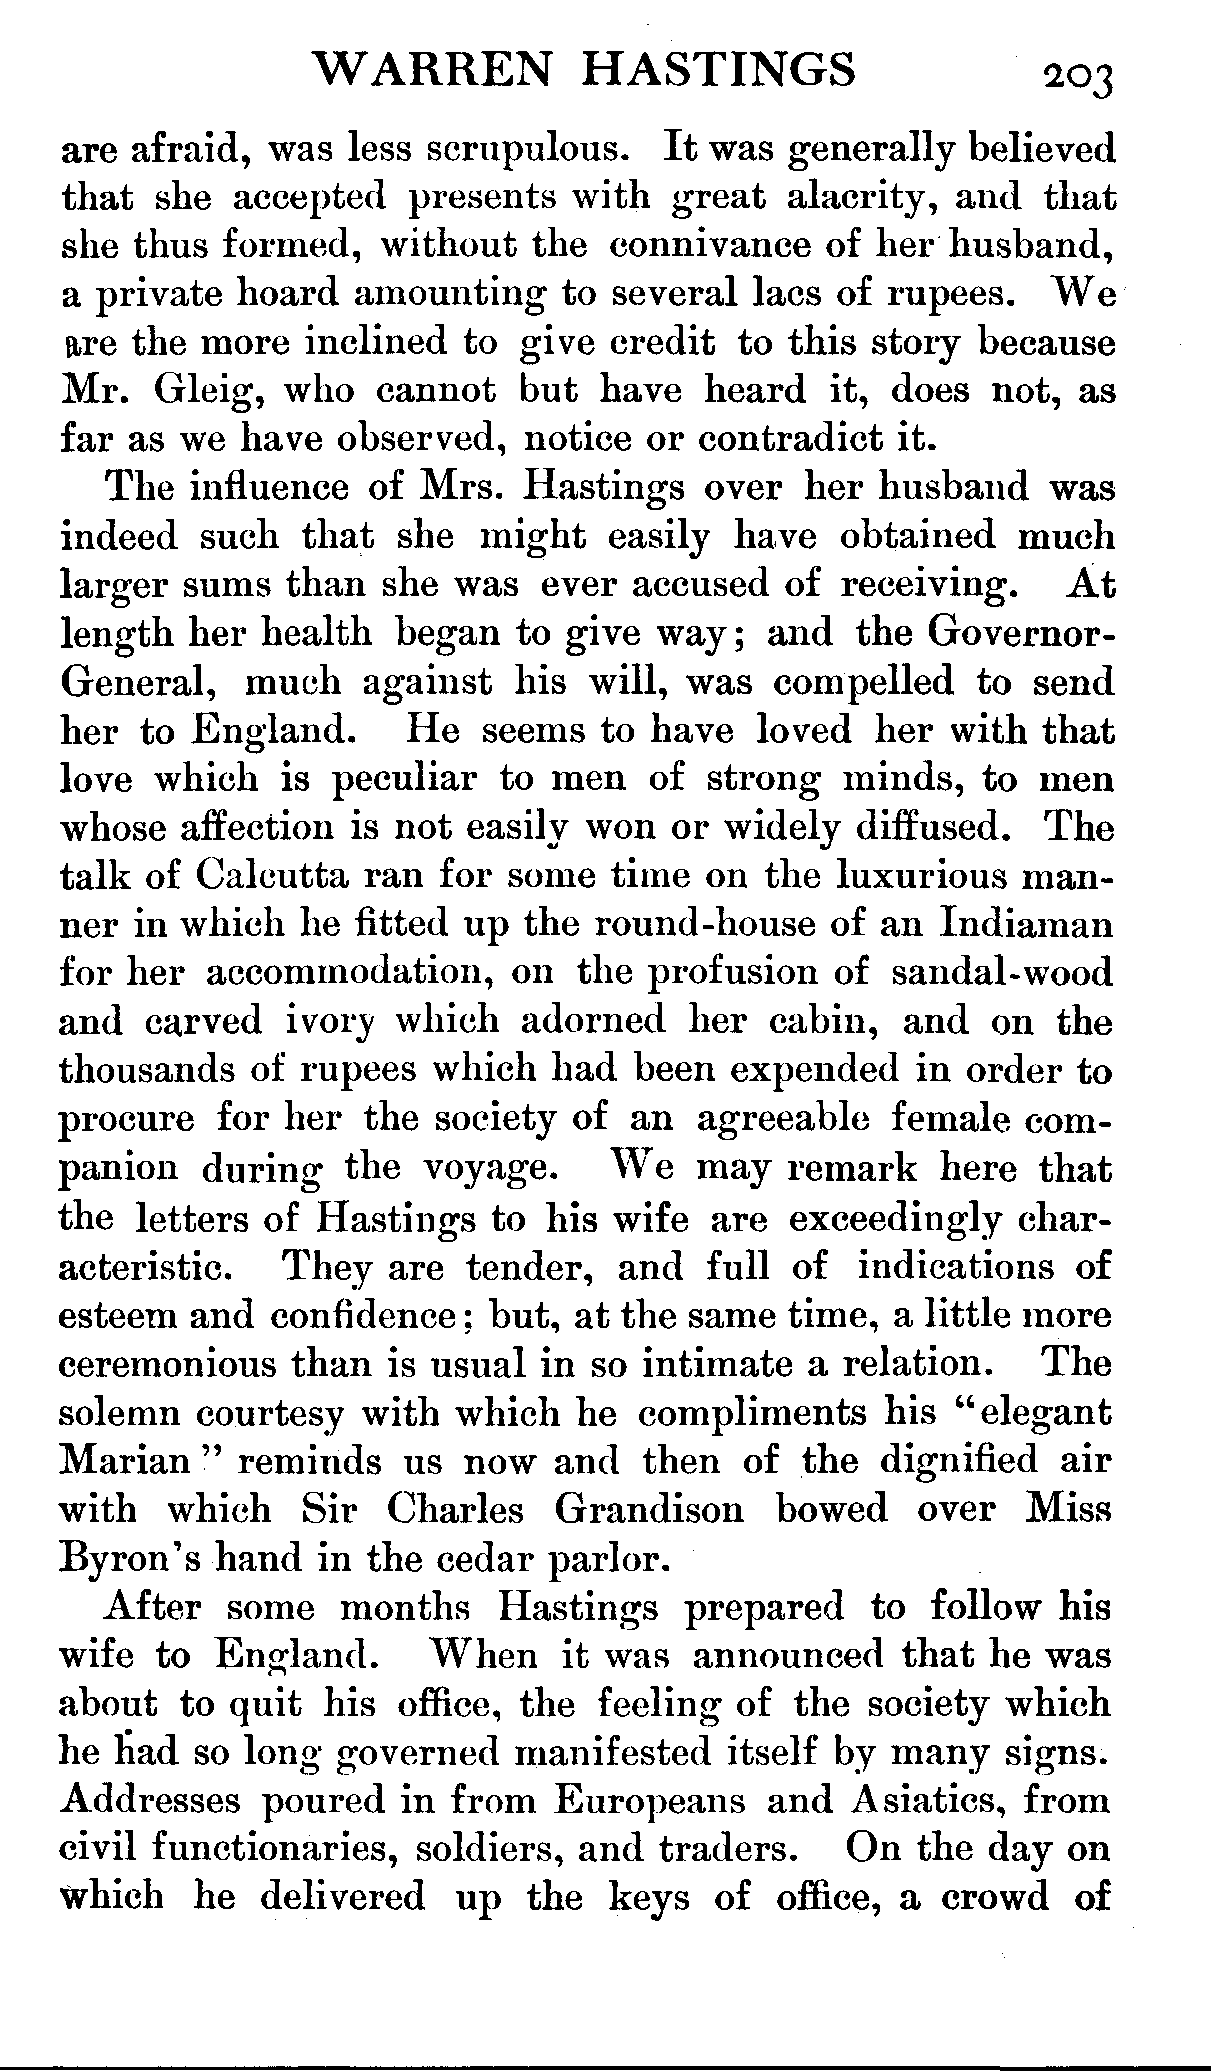 WARREN HASTINGS 203
are afraid, was less scrupulous. It was generally believed
that she accepted presents with great alacrity, and that
she thus formed, without the connivance of her husband,
a private hoard amounting to several lacs of rupees. We
are the more inclined to give credit to this story because
Mr. Gleig, who cannot but have heard it, does not, as
far as we have observed, notice or contradict it.
The influence of Mrs. Hastings over her husband was
indeed such that she might easily have obtained much
larger sums than she was ever accused of receiving. At
length her health began to give way; and the Governor-
General, much against his will, was compelled to send
her to England. He seems to have loved her with that
love which is peculiar to men of strong minds, to men
whose affection is not easily won or widely diffused. The
talk of Calcutta ran for some time on the luxurious man-
ner in which he fitted up the round-house of an Indiaman
for her accommodation, on the profusion of sandal-wood
and carved ivory which adorned her cabin, and on the
thousands of rupees which had been expended in order to
procure for her the society of an agreeable female com-
panion during the voyage. We may remark here that
the letters of Hastings to his wife are exceedingly char-
acteristic. They are tender, and full of indications of
esteem and confidence; but, at the same time, a little more
ceremonious than is usual in so intimate a relation. The
solemn courtesy with which he compliments his "elegant
Marian" reminds us now and then of the dignified air
with which Sir Charles Grandison bowed over Miss
Byron's hand in the cedar parlor.
After some months Hastings prepared to follow his
wife to England. When it was announced that he was
about to quit his office, the feeling of the society which
he had so long governed manifested itself by many signs.
Addresses poured in from Europeans and Asiatics, from
civil functionaries, soldiers, and traders. On the day on
which he delivered up the keys of office, a crowd of